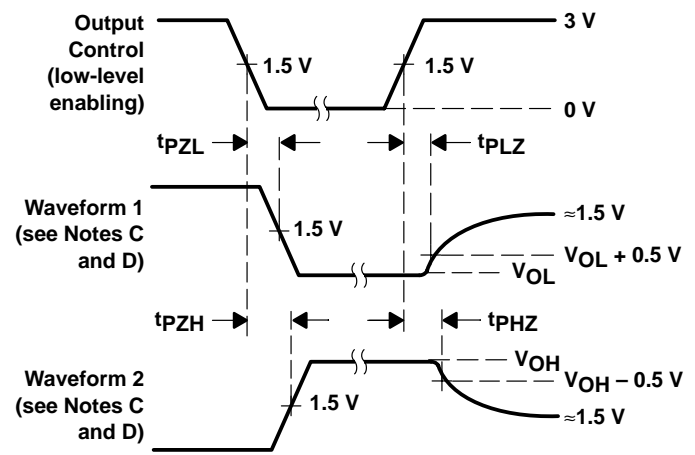 Output
Control
(low-level
enabling)
1.5 V
1.5 V
3 V
0 V
tPZL
tPLZ
Waveform 1
(see Notes C
and D)
1.5 V
≈1.5 V
VOL + 0.5 V
VOL
tPZH
tPHZ
Waveform 2
(see Notes C
and D)
1.5 V
VOH
VOH – 0.5 V
≈1.5 V